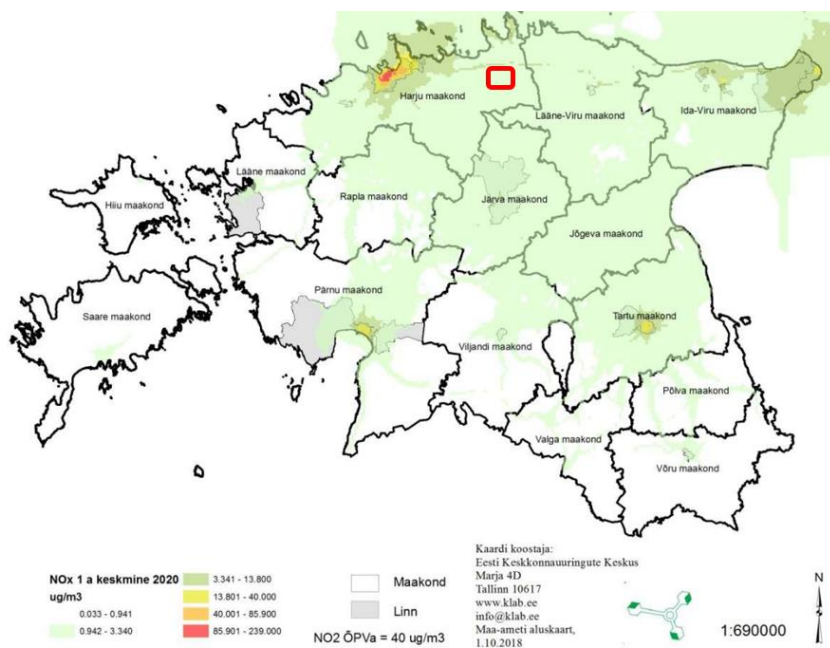 Harju maakond
Lääne-Viru maakond
Ida-Viru maakond
Lääne maakond
Hiiu maakond
Rapla maakond
Järva maakond
Jõgeva maakond
Pärnu maakond
Saare maakond
Viljandi maakond
Tartu maakond
Põlva maakond
Valga maakond
Võru maakond
NOx 1 a keskmine 2020
ug/m3
0.033 - 0.941
0.942 - 3.340
3.341 - 13.800
13.801 - 40.000
40.001 - 85.900
85.901 - 239.000
Maakond
Linn
NO2 ÕPVa = 40 ug/m3
Kaardi koostaja:
Eesti Keskkonnauuringute Keskus
Marja 4D
Tallinn 10617
www.klab.ee
info@klab.ee
Maa-ameti aluskaart,
1.10.2018
1:690000
N